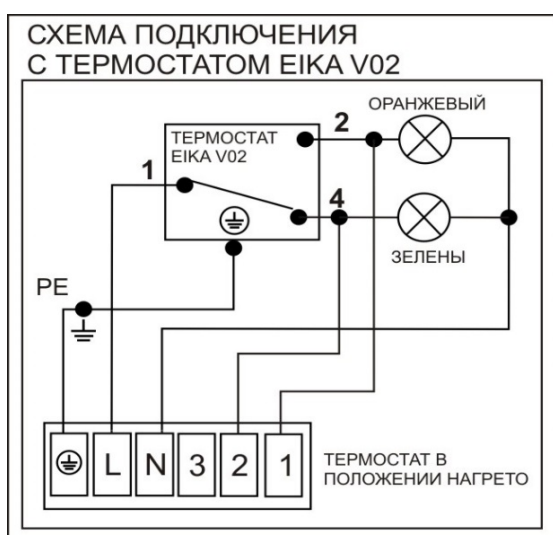 СХЕМА ПОДКЛЮЧЕНИЯ
С ТЕРМОСТАТОМ EIKA V02
ОРАНЖЕВЫЙ
2
ТЕРМОСТАТ
EIKA V02
1
4
ЗЕЛЕНЫ
PE
L N 3 2 1
ТЕРМОСТАТ В
ПОЛОЖЕНИИ НАГРЕТО